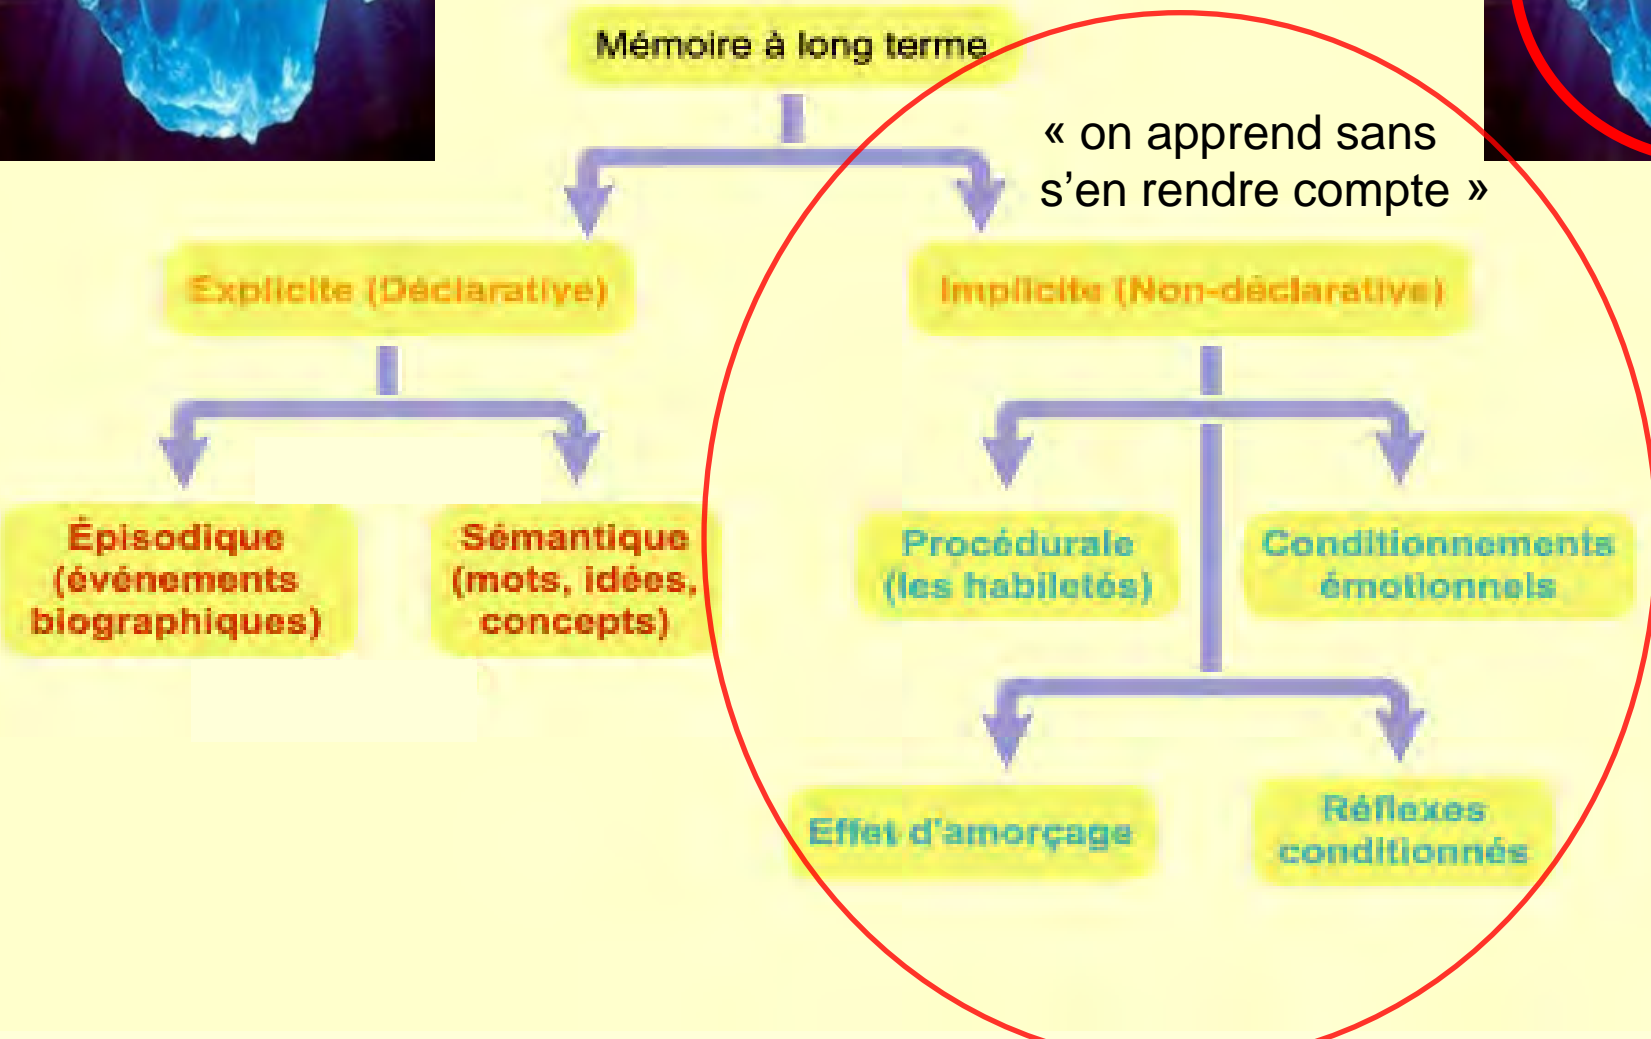 Mémoire à long terme
« on apprend sans
s’en rendre compte »
Explicite (Déclarative)
Implicite (Non-déclarative)
Épisodique
(événements
biographiques)
Sémantique
(mots, idées,
concepts)
Procédurale
(les habiletés)
Conditionnements
émotionnels
Effet d'amorçage
Réflexes
conditionnés